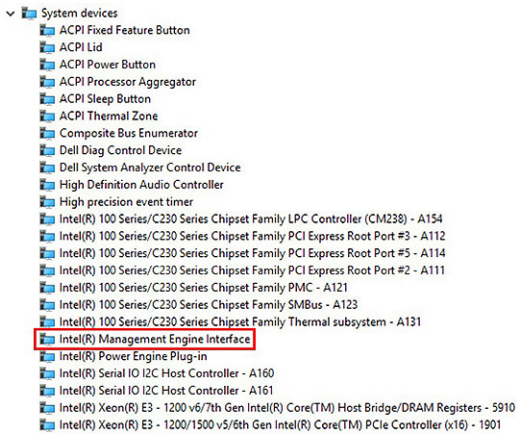 System devices
ACPI Fixed Feature Button
ACPI Lid
ACPI Power Button
ACPI Processor Aggregator
ACPI Sleep Button
ACPI Thermal Zone
Composite Bus Enumerator
Dell Diag Control Device
Dell System Analyzer Control Device
High Definition Audio Controller
High precision event timer
Intel(R) 100 Series/C230 Series Chipset Family LPC Controller (CM238) - A154
Intel(R) 100 Series/C230 Series Chipset Family PCI Express Root Port #3 - A112
Intel(R) 100 Series/C230 Series Chipset Family PCI Express Root Port #5 - A114
Intel(R) 100 Series/C230 Series Chipset Family PCI Express Root Port #2 - A111
Intel(R) 100 Series/C230 Series Chipset Family PMC - A121
Intel(R) 100 Series/C230 Series Chipset Family SMBus - A123
Intel(R) 100 Series/C230 Series Chipset Family Thermal subsystem - A131
Intel(R) Management Engine Interface
Intel(R) Power Engine Plug-in
Intel(R) Serial IO I2C Host Controller - A160
Intel(R) Serial IO I2C Host Controller - A161
Intel(R) Xeon(R) E3 - 1200 v6/7th Gen Intel(R) Core(TM) Host Bridge/DRAM Registers - 5910
Intel(R) Xeon(R) E3 - 1200/1500 v5/6th Gen Intel(R) Core(TM) PCIe Controller (x16) - 1901